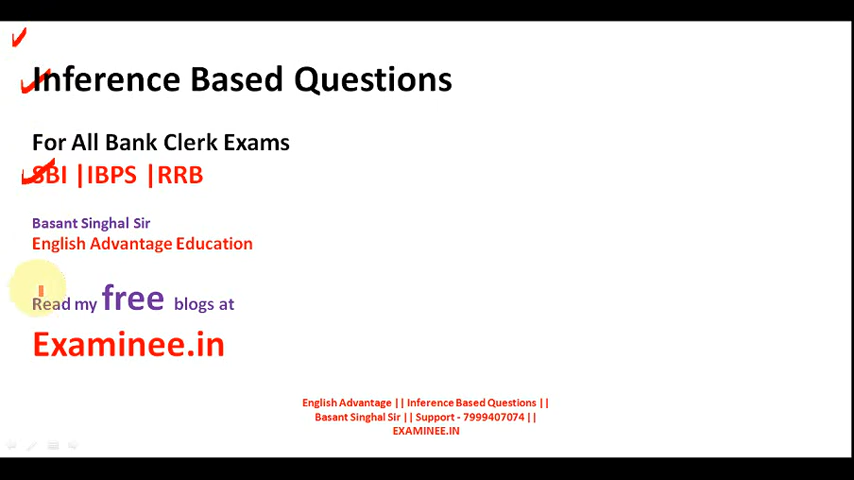 Inference Based Questions
For All Bank Clerk Exams
SBI |IBPS |RRB
Basant Singhal Sir
English Advantage Education
Read my free blogs at
Examinee.in
English Advantage || Inference Based Questions ||
Basant Singhal Sir || Support - 7999407074 ||
EXAMINEE.IN